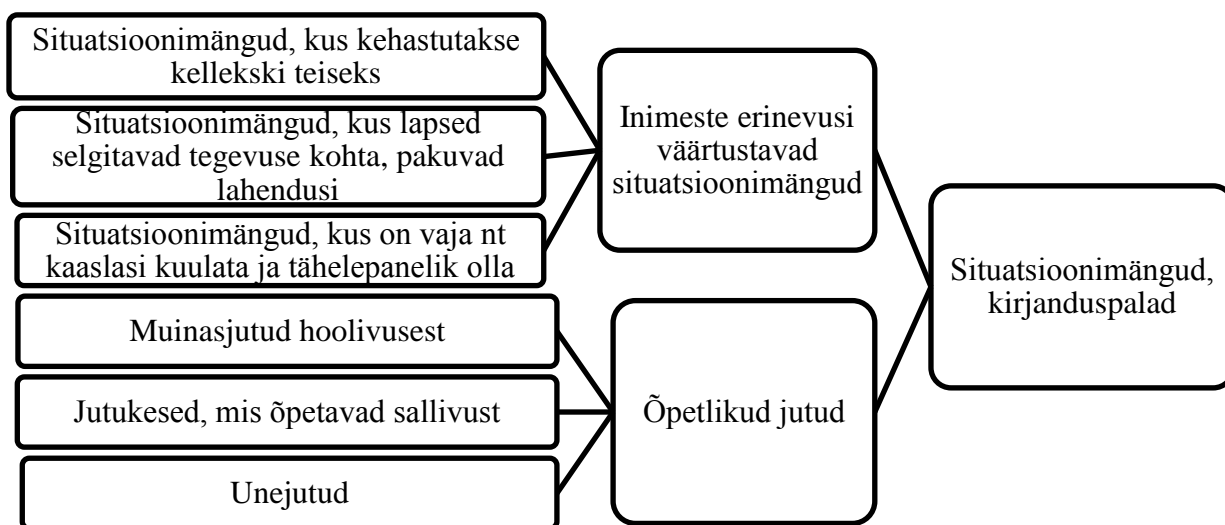 Situatsioonimängud, kus kehastutakse
kellekski teiseks
Situatsioonimängud, kus lapsed
selgitavad tegevuse kohta, pakuvad
lahendusi
Situatsioonimängud, kus on vaja nt
kaaslasi kuulata ja tähelepanelik olla
Muinasjutud hoolivusest
Jutukesed, mis õpetavad sallivust
Unejutud
Inimeste erinevusi
väärtustavad
situatsioonimängud
Õpetlikud jutud
Situatsioonimängud,
kirjanduspalad